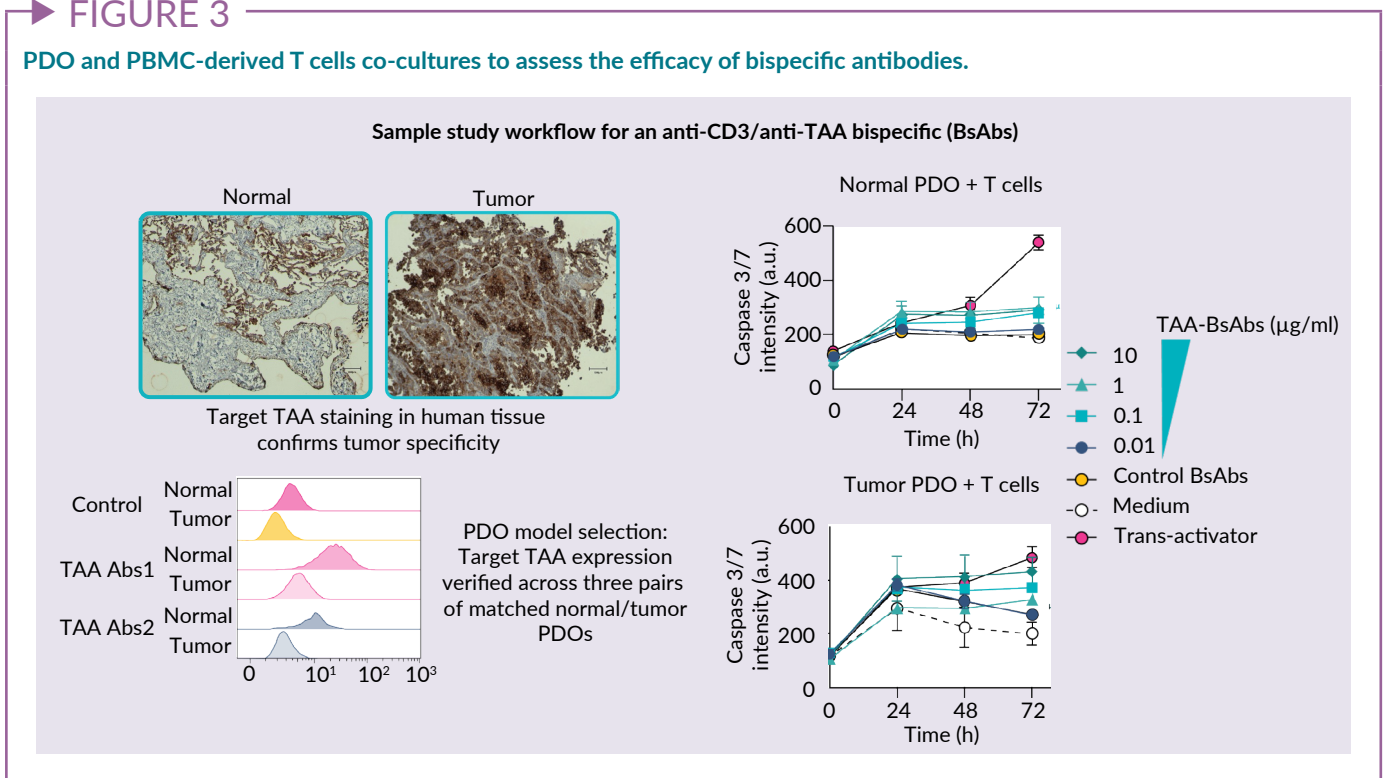 FIGURE 3
PDO and PBMC-derived T cells co-cultures to assess the efficacy of bispecific antibodies.
Sample study workflow for an anti-CD3/anti-TAA bispecific (BsAbs)
Normal
Tumor
Target TAA staining in human tissue
confirms tumor specificity
Control
Normal
Tumor
TAA Abs1
Normal
Tumor
TAA Abs2
Normal
Tumor
0 10¹ 10² 10³
PDO model selection:
Target TAA expression
verified across three pairs
of matched normal/tumor
PDOs
Normal PDO + T cells
Caspase 3/7
intensity (a.u.)
600
400
200
0
0 24 48 72
Time (h)
Tumor PDO + T cells
Caspase 3/7
intensity (a.u.)
600
400
200
0
0 24 48 72
Time (h)
TAA-BsAbs (µg/ml)
10
1
0.1
0.01
Control BsAbs
Medium
Trans-activator